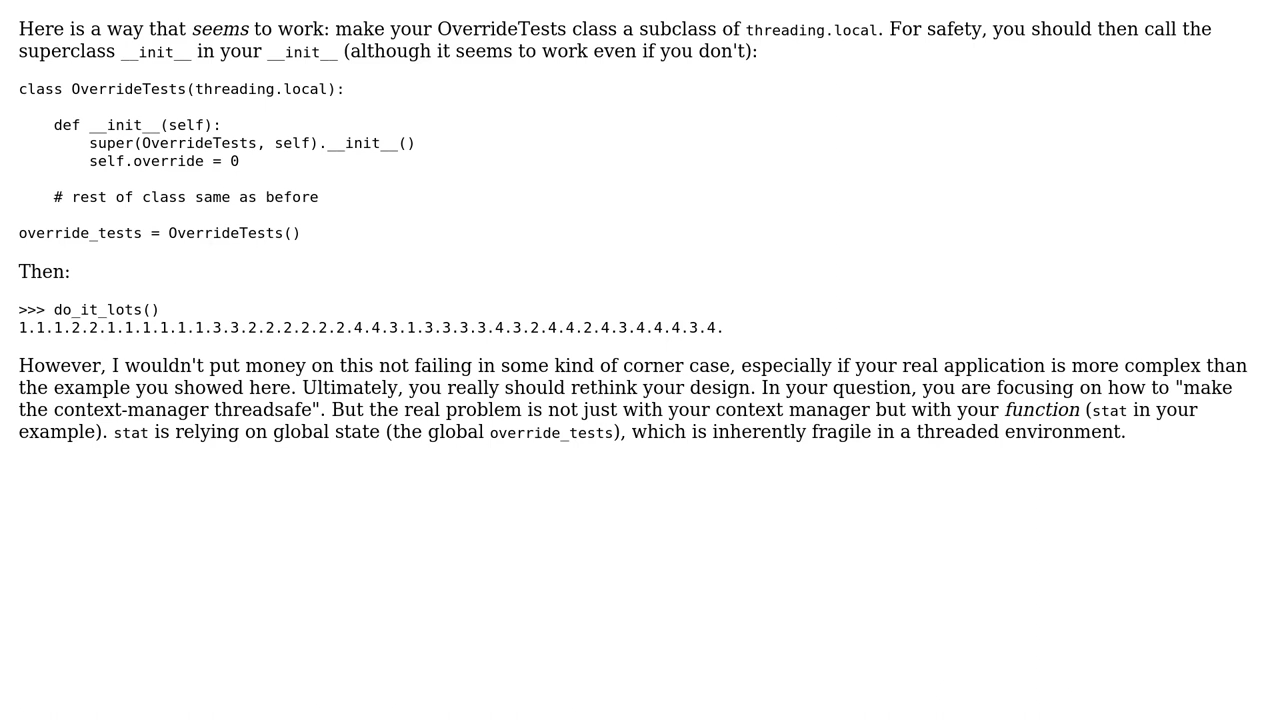 Here is a way that seems to work: make your OverrideTests class a subclass of threading.local. For safety, you should then call the
superclass __init__ in your __init__ (although it seems to work even if you don't):
class OverrideTests(threading.local):
    def __init__(self):
        super(OverrideTests, self).__init__()
        self.override = 0
    # rest of class same as before
override_tests = OverrideTests()
Then:
>>> do_it_lots()
1.1.1.2.2.1.1.1.1.1.1.3.3.2.2.2.2.2.2.4.4.3.1.3.3.3.3.4.3.2.4.4.2.4.3.4.4.4.3.4.
However, I wouldn't put money on this not failing in some kind of corner case, especially if your real application is more complex than
the example you showed here. Ultimately, you really should rethink your design. In your question, you are focusing on how to "make
the context-manager threadsafe". But the real problem is not just with your context manager but with your function (stat in your
example). stat is relying on global state (the global override_tests), which is inherently fragile in a threaded environment.